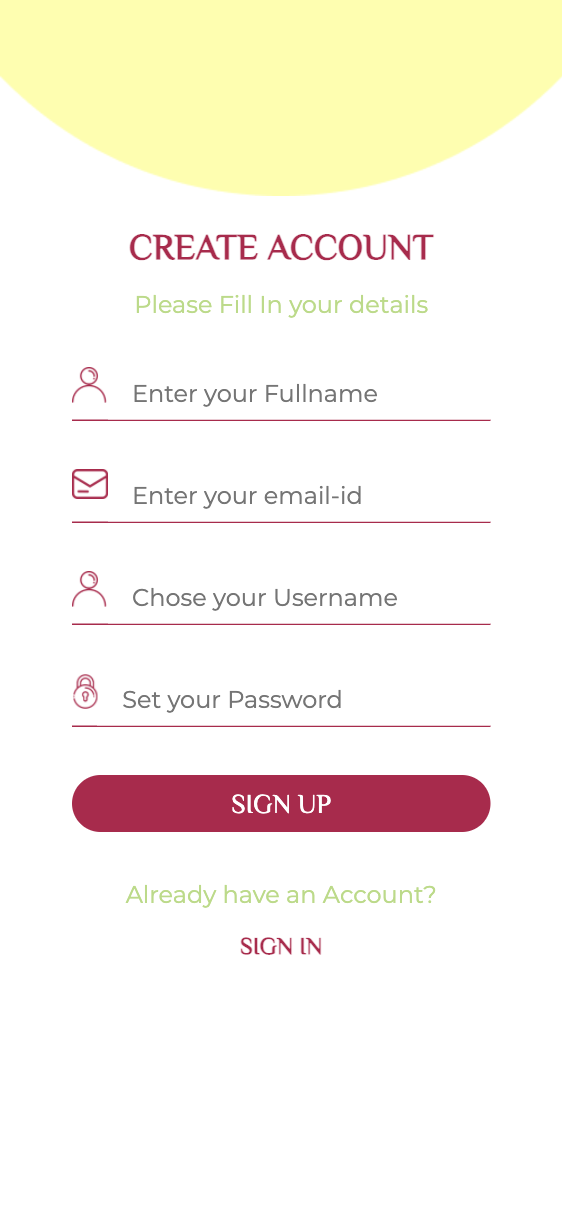 CREATE ACCOUNT
Please Fill In your details
Enter your Fullname
Enter your email-id
Chose your Username
Set your Password
SIGN UP
Already have an Account?
SIGN IN